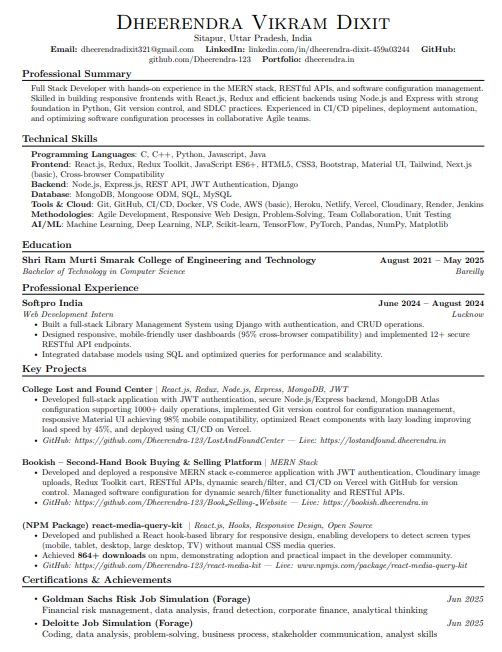 Dheerendra Vikram Dixit
Sitapur, Uttar Pradesh, India
Email: dheerendradixit321@gmail.com LinkedIn: linkedin.com/in/dheerendra-dixit-459a03244 GitHub:
github.com/Dheerendra-123 Portfolio: dheerendra.in
Professional Summary
Full Stack Developer with hands-on experience in the MERN stack, RESTful APIs, and software configuration management.
Skilled in building responsive frontends with React.js, Redux and efficient backends using Node.js and Express with strong
foundation in Python, Git version control, and SDLC practices. Experienced in CI/CD pipelines, deployment automation,
and optimizing software configuration processes in collaborative Agile teams.
Technical Skills
Programming Languages: C, C++, Python, Javascript, Java
Frontend: React.js, Redux, Redux Toolkit, JavaScript ES6+, HTML5, CSS3, Bootstrap, Material UI, Tailwind, Next.js
(basic), Cross-browser Compatibility
Backend: Node.js, Express.js, REST API, JWT Authentication, Django
Database: MongoDB, Mongoose ODM, SQL, MySQL
Tools & Cloud: Git, GitHub, CI/CD, Docker, VS Code, AWS (basic), Heroku, Netlify, Vercel, Cloudinary, Render, Jenkins
Methodologies: Agile Development, Responsive Web Design, Problem-Solving, Team Collaboration, Unit Testing
AI/ML: Machine Learning, Deep Learning, NLP, Scikit-learn, TensorFlow, PyTorch, Pandas, NumPy, Matplotlib
Education
Shri Ram Murti Smarak College of Engineering and Technology August 2021 – May 2025
Bachelor of Technology in Computer Science Bareilly
Professional Experience
Softpro India June 2024 – August 2024
Web Development Intern Lucknow
• Built a full-stack Library Management System using Django with authentication, and CRUD operations.
• Designed responsive, mobile-friendly user dashboards (95% cross-browser compatibility) and implemented 12+ secure
RESTful API endpoints.
• Integrated database models using SQL and optimized queries for performance and scalability.
Key Projects
College Lost and Found Center | React.js, Redux, Node.js, Express, MongoDB, JWT
• Developed full-stack application with JWT authentication, secure Node.js/Express backend, MongoDB Atlas
configuration supporting 1000+ daily operations, implemented Git version control for configuration management,
responsive Material UI achieving 98% mobile compatibility, optimized React components with lazy loading improving
load speed by 45%, and deployed using CI/CD on Vercel.
• GitHub: https://github.com/Dheerendra-123/LostAndFoundCenter — Live: https://lostandfound.dheerendra.in
Bookish – Second-Hand Book Buying & Selling Platform | MERN Stack
• Developed and deployed a responsive MERN stack e-commerce application with JWT authentication, Cloudinary image
uploads, Redux Toolkit cart, RESTful APIs, dynamic search/filter, and CI/CD on Vercel with GitHub for version
control. Managed software configuration for dynamic search/filter functionality and RESTful APIs.
• GitHub: https://github.com/Dheerendra-123/Book_Selling_Website — Live: https://bookish.dheerendra.in
(NPM Package) react-media-query-kit | React.js, Hooks, Responsive Design, Open Source
• Developed and published a React hook-based library for responsive design, enabling developers to detect screen types
(mobile, tablet, desktop, large desktop, TV) without manual CSS media queries.
• Achieved 864+ downloads on npm, demonstrating adoption and practical impact in the developer community.
• GitHub: https://github.com/Dheerendra-123/react-media-kit — Live: www.npmjs.com/package/react-media-query-kit
Certifications & Achievements
• Goldman Sachs Risk Job Simulation (Forage) Jun 2025
Financial risk management, data analysis, fraud detection, corporate finance, analytical thinking
• Deloitte Job Simulation (Forage) Jun 2025
Coding, data analysis, problem-solving, business process, stakeholder communication, analyst skills